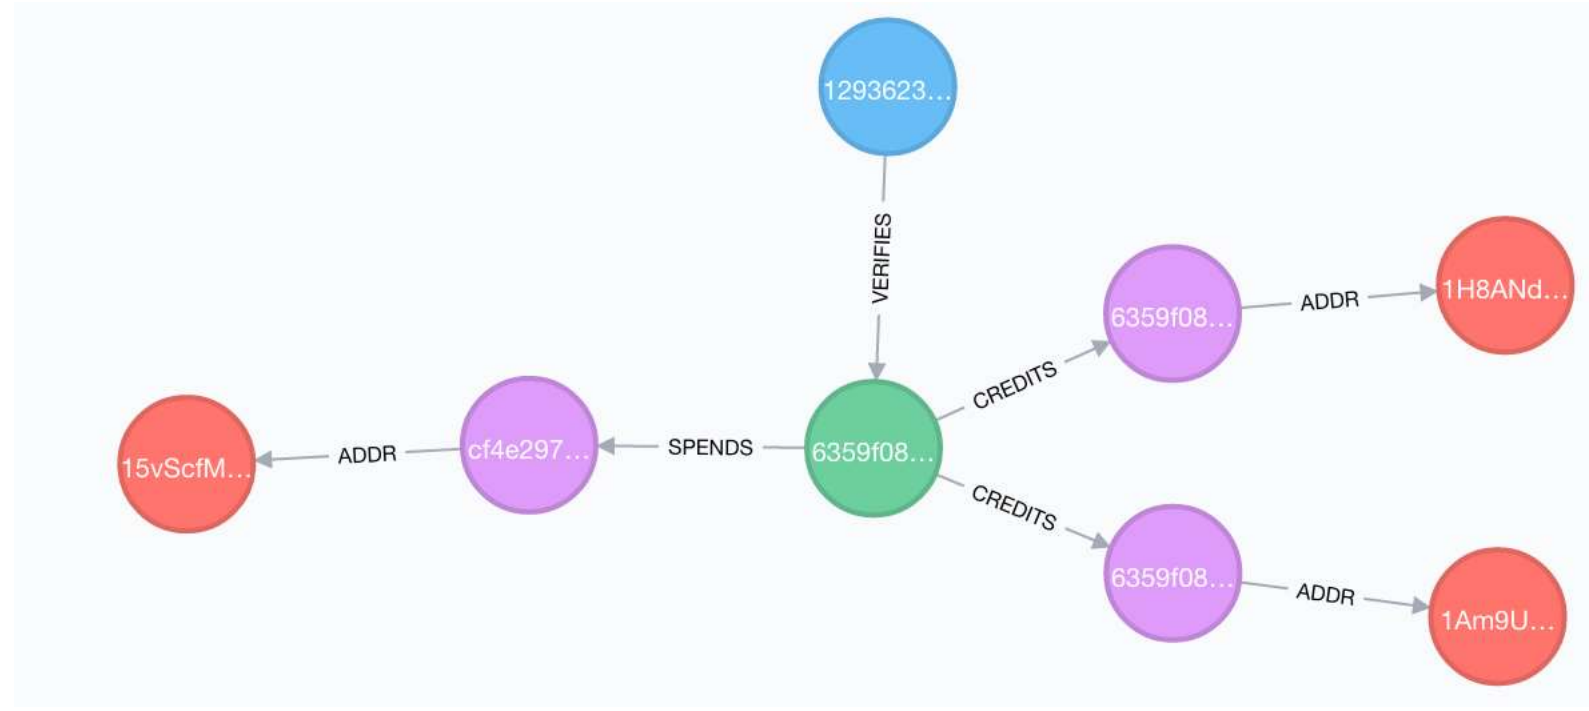 1293623...
VERIFIES
15vScfM...
ADDR
cf4e297...
SPENDS
6359f08...
CREDITS
6359f08...
ADDR
1H8ANd...
CREDITS
6359f08...
ADDR
1Am9U...